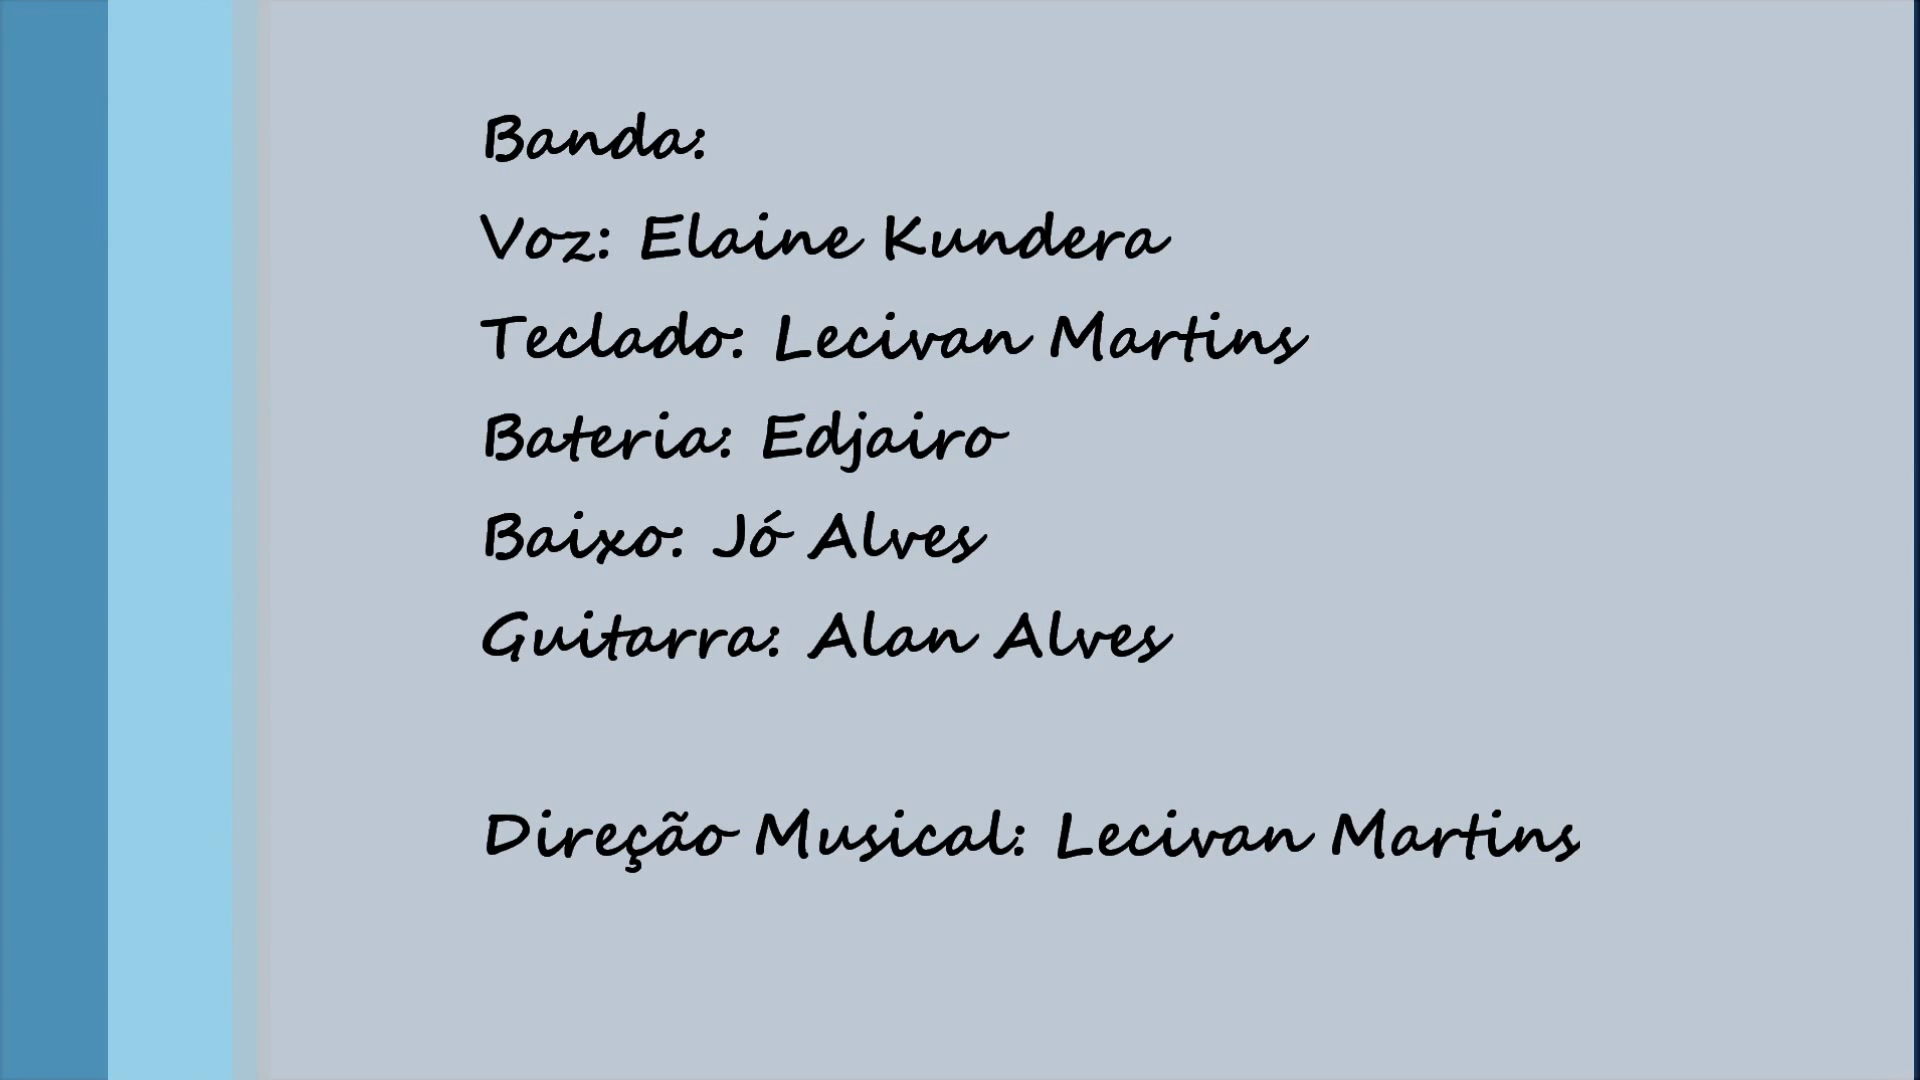 Banda:
Voz: Elaine Kundera
Teclado: Lecivan Martins
Bateria: Edjairo
Baixo: Jó Alves
Guitarra: Alan Alves
Direção Musical: Lecivan Martins